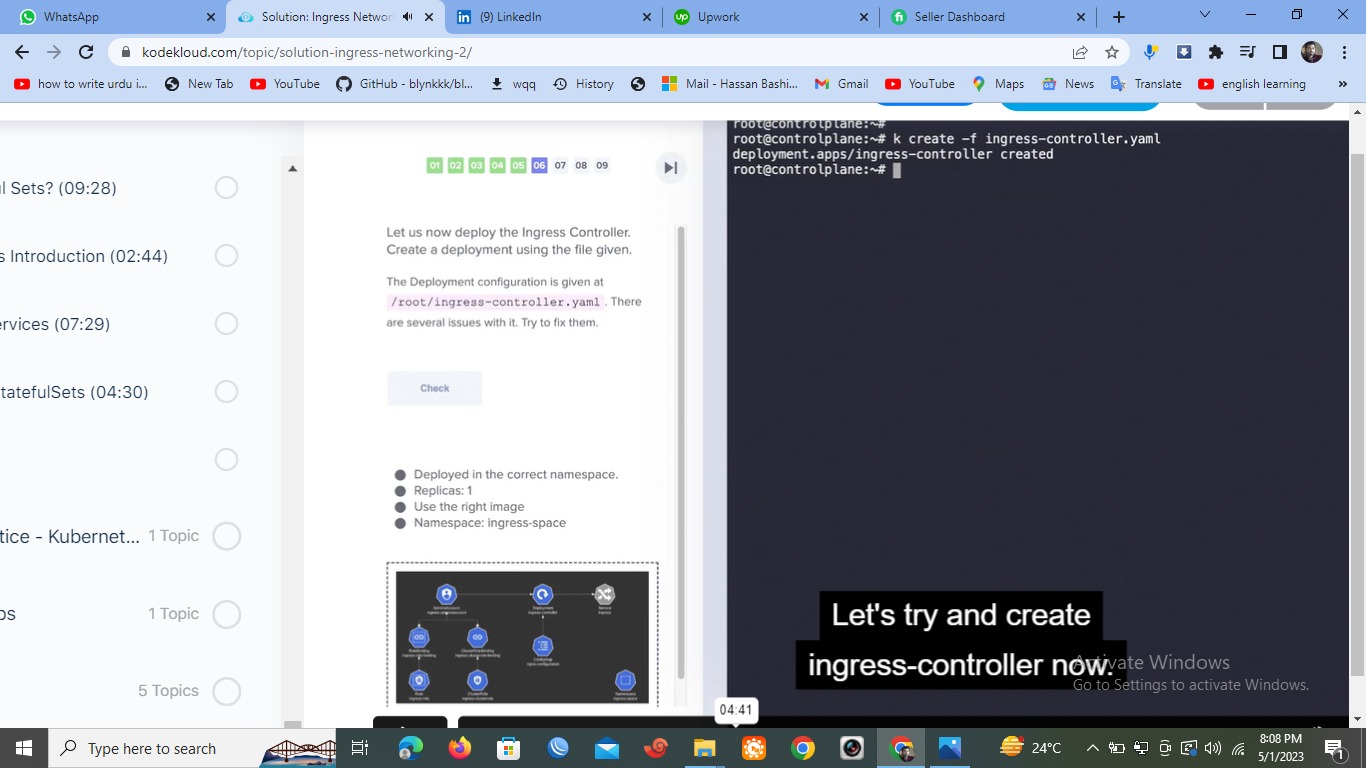 WhatsApp
Solution: Ingress Networ
(9) LinkedIn
Upwork
Seller Dashboard
kodekloud.com/topic/solution-ingress-networking-2/
how to write urdu i...
New Tab
YouTube
GitHub - blynkkk/bl...
wqq
History
Mail - Hassan Bashi...
Gmail
YouTube
Maps
News
Translate
english learning
l Sets? (09:28)
s Introduction (02:44)
ervices (07:29)
tatefulSets (04:30)
tice - Kubernet... 1 Topic
os 1 Topic
5 Topics
01 02 03 04 05 06 07 08 09
Let us now deploy the Ingress Controller.
Create a deployment using the file given.
The Deployment configuration is given at
/root/ingress-controller.yaml . There
are several issues with it. Try to fix them.
Check
Deployed in the correct namespace.
Replicas: 1
Use the right image
Namespace: ingress-space
root@controlplane:~#
root@controlplane:~# k create -f ingress-controller.yaml
deployment.apps/ingress-controller created
root@controlplane:~#
Let's try and create
ingress-controller now.
Activate Windows
Go to Settings to activate Windows.
04:41
Type here to search
24°C
8:08 PM
5/1/2023
1